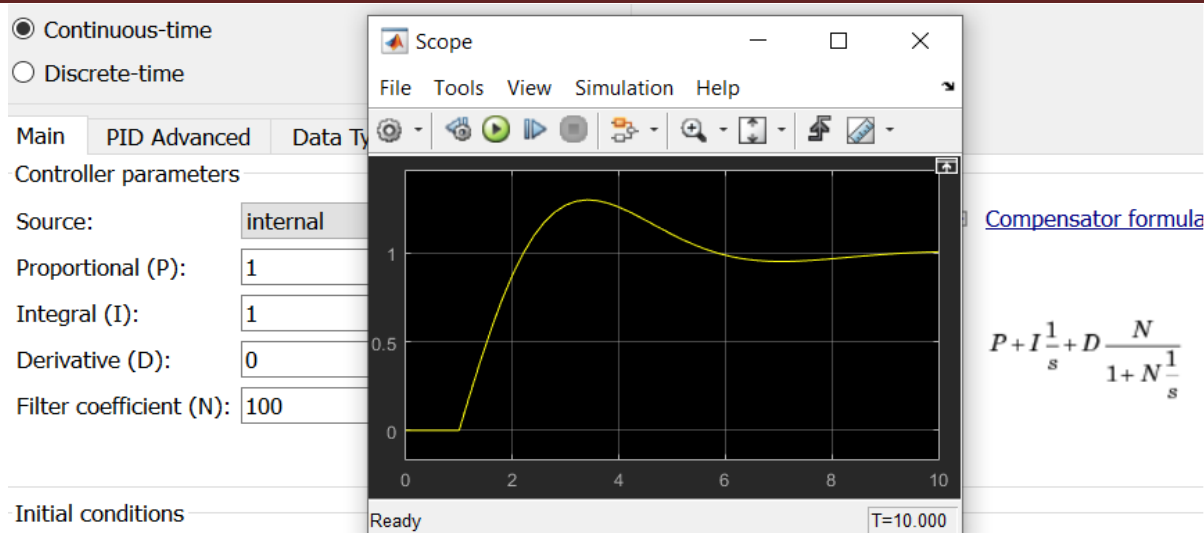 Continuous-time
Discrete-time
Main PID Advanced Data Ty
Controller parameters
Source: internal
Proportional (P): 1
Integral (I): 1
Derivative (D): 0
Filter coefficient (N): 100
Initial conditions
Scope
File Tools View Simulation Help
1
0.5
0
0 2 4 6 8 10
Ready T=10.000
Compensator formula
P + I 1/s + D N/(1 + N 1/s)